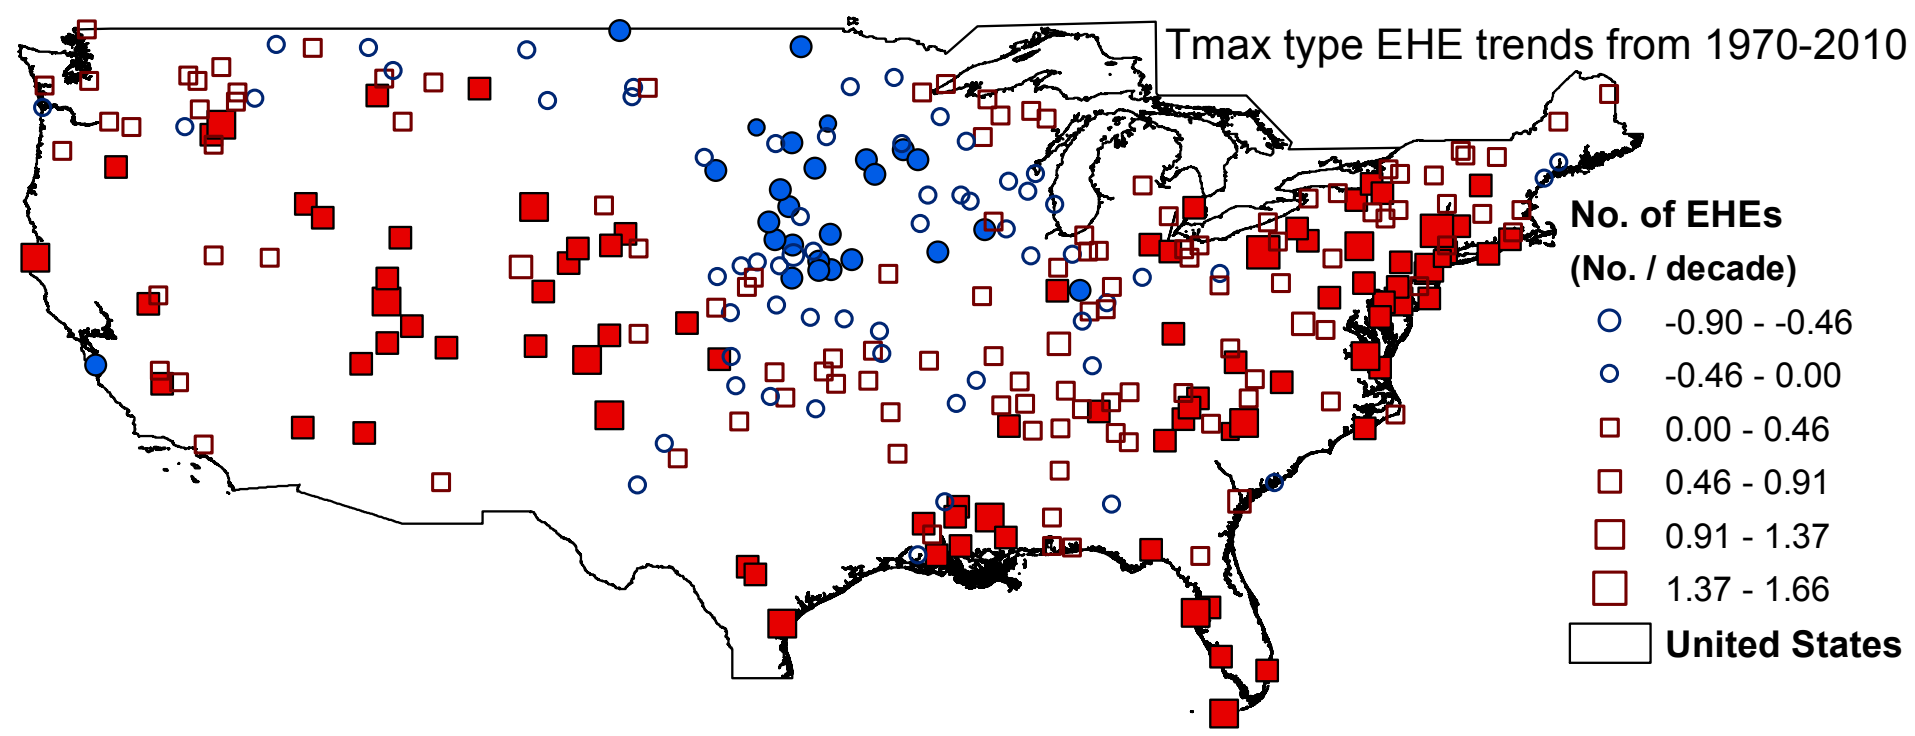 Tmax type EHE trends from 1970-2010
No. of EHEs
(No. / decade)
-0.90 - -0.46
-0.46 - 0.00
0.00 - 0.46
0.46 - 0.91
0.91 - 1.37
1.37 - 1.66
United States